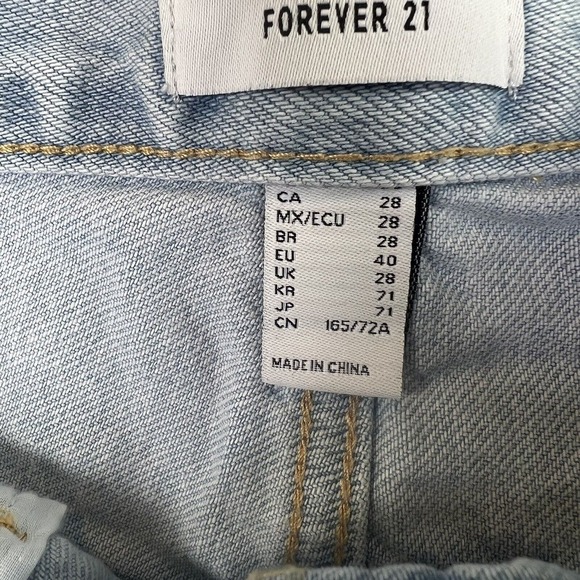 FOREVER 21
CA 28
MX/ECU 28
BR 28
EU 40
UK 28
KR 71
JP 71
CN 165/72A
MADE IN CHINA